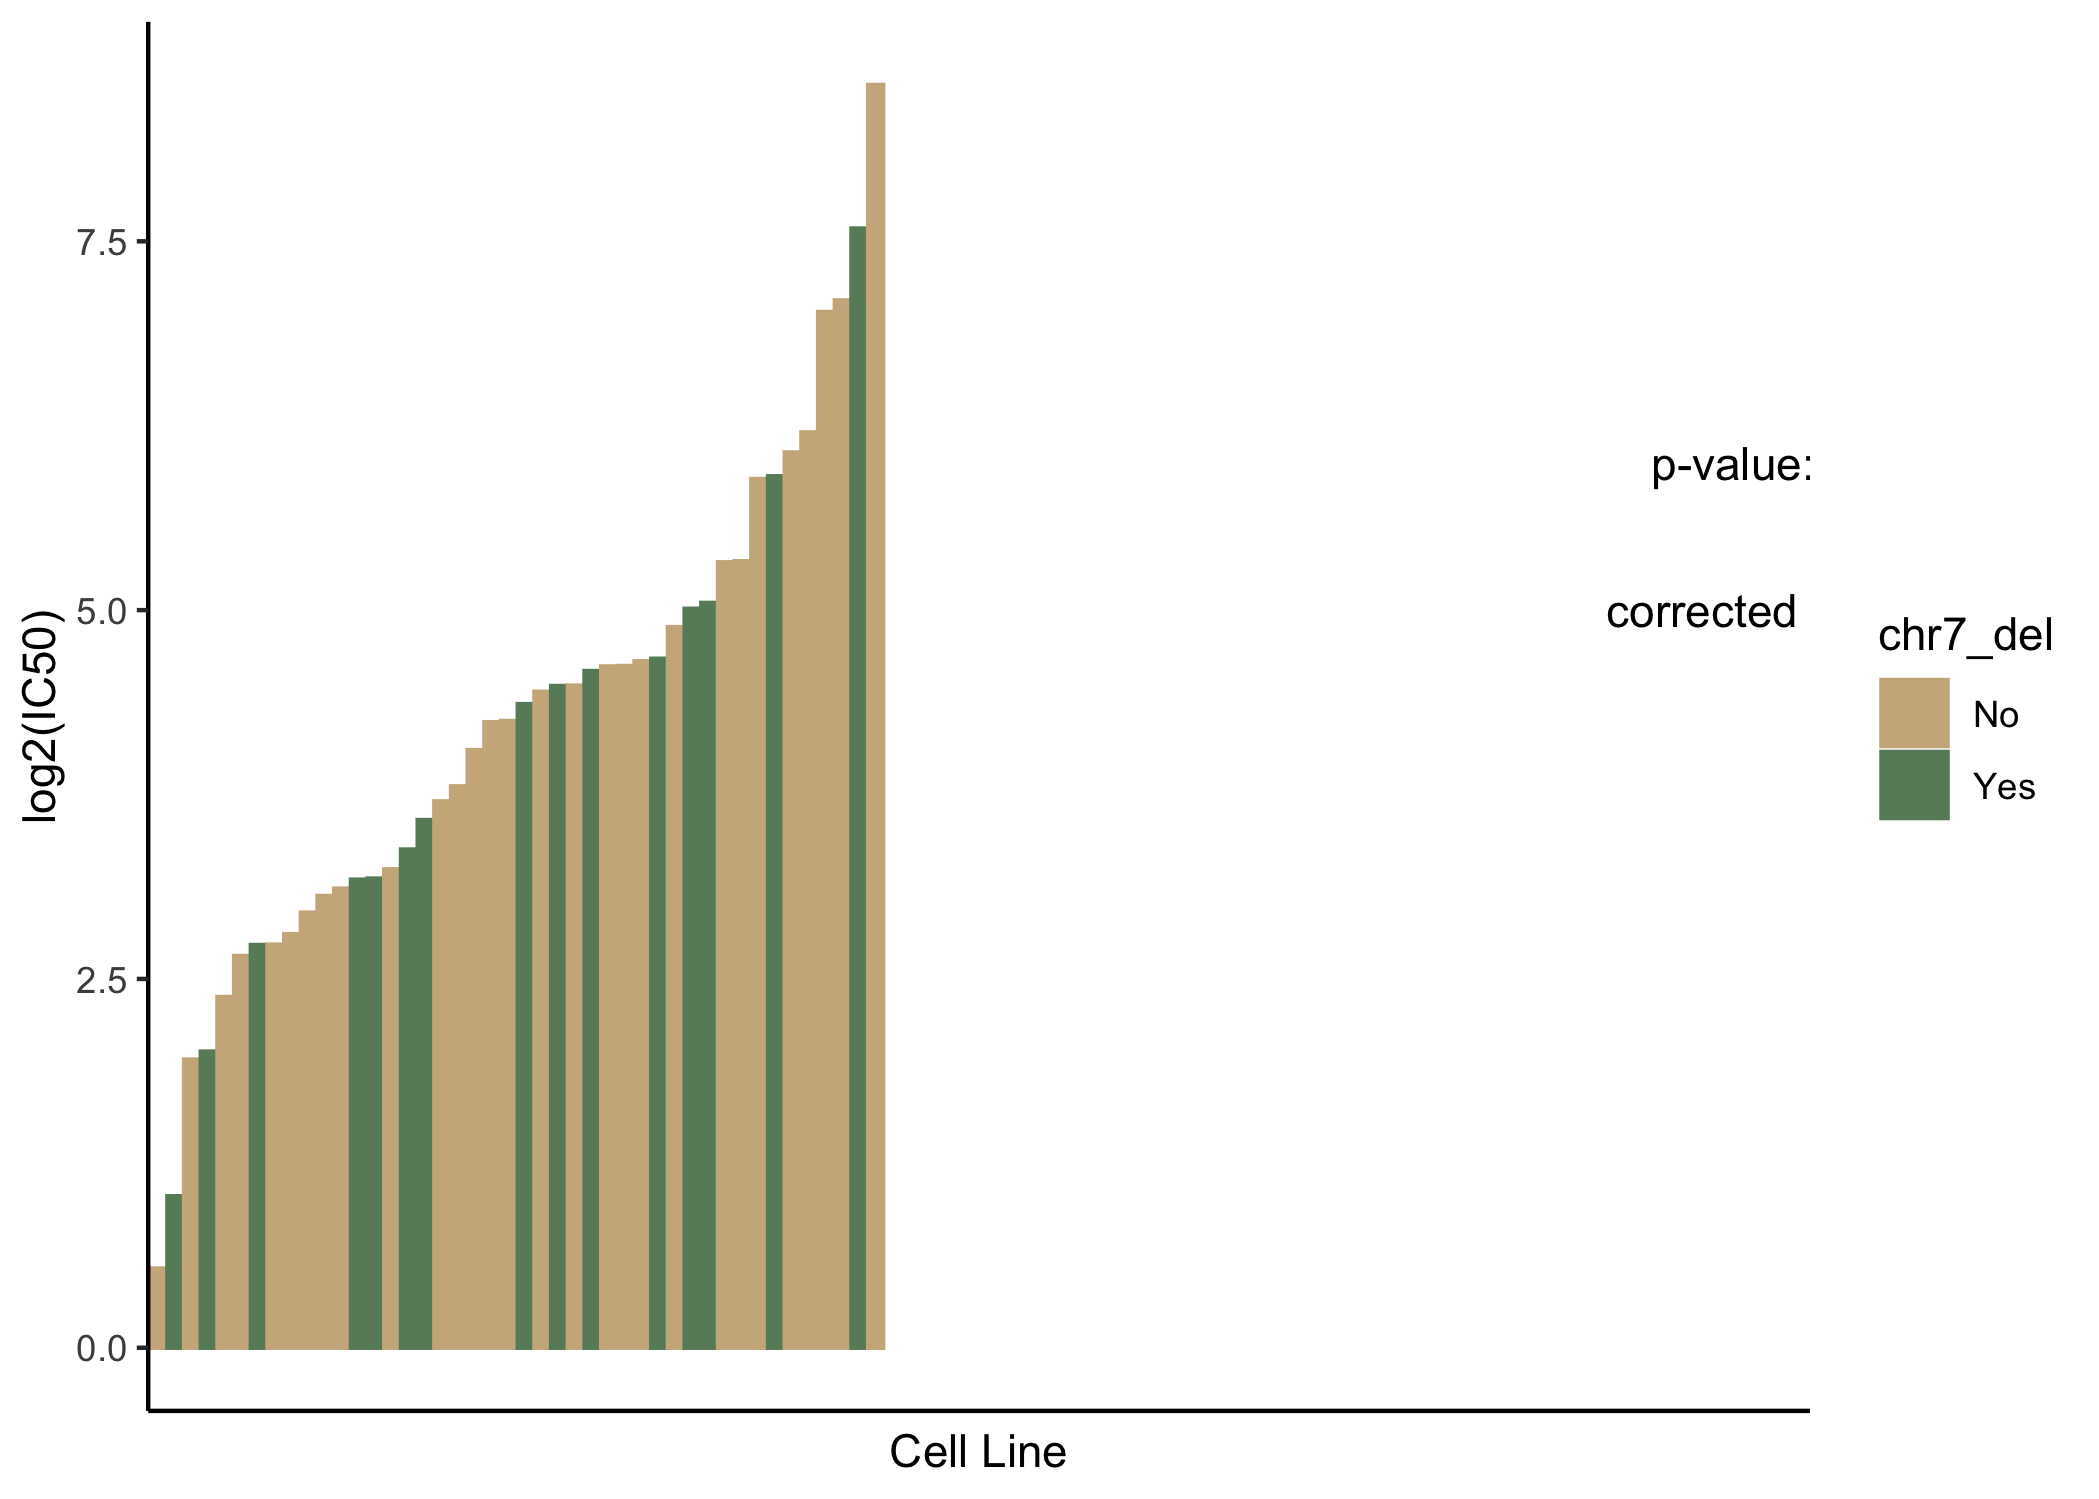 7.5
5.0
2.5
0.0
log2(IC50)
Cell Line
p-value:
corrected
chr7_del
No
Yes